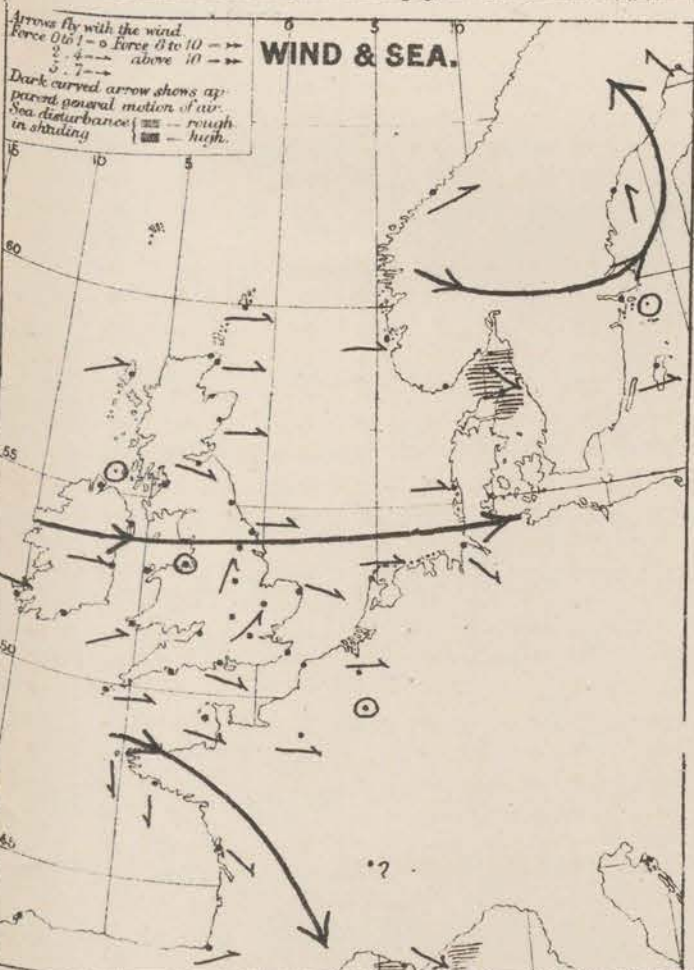 Arrows fly with the wind.
Force 0 to 1 – o Force 8 to 10 –
2 . 4 – above 10 –
5 . 7 –
Dark curved arrow shows ap-
parent general motion of air.
Sea disturbance { – rough
in shading { – high.
WIND & SEA.
0
10
15
10
5
60
5
55
5
10
50
45
?